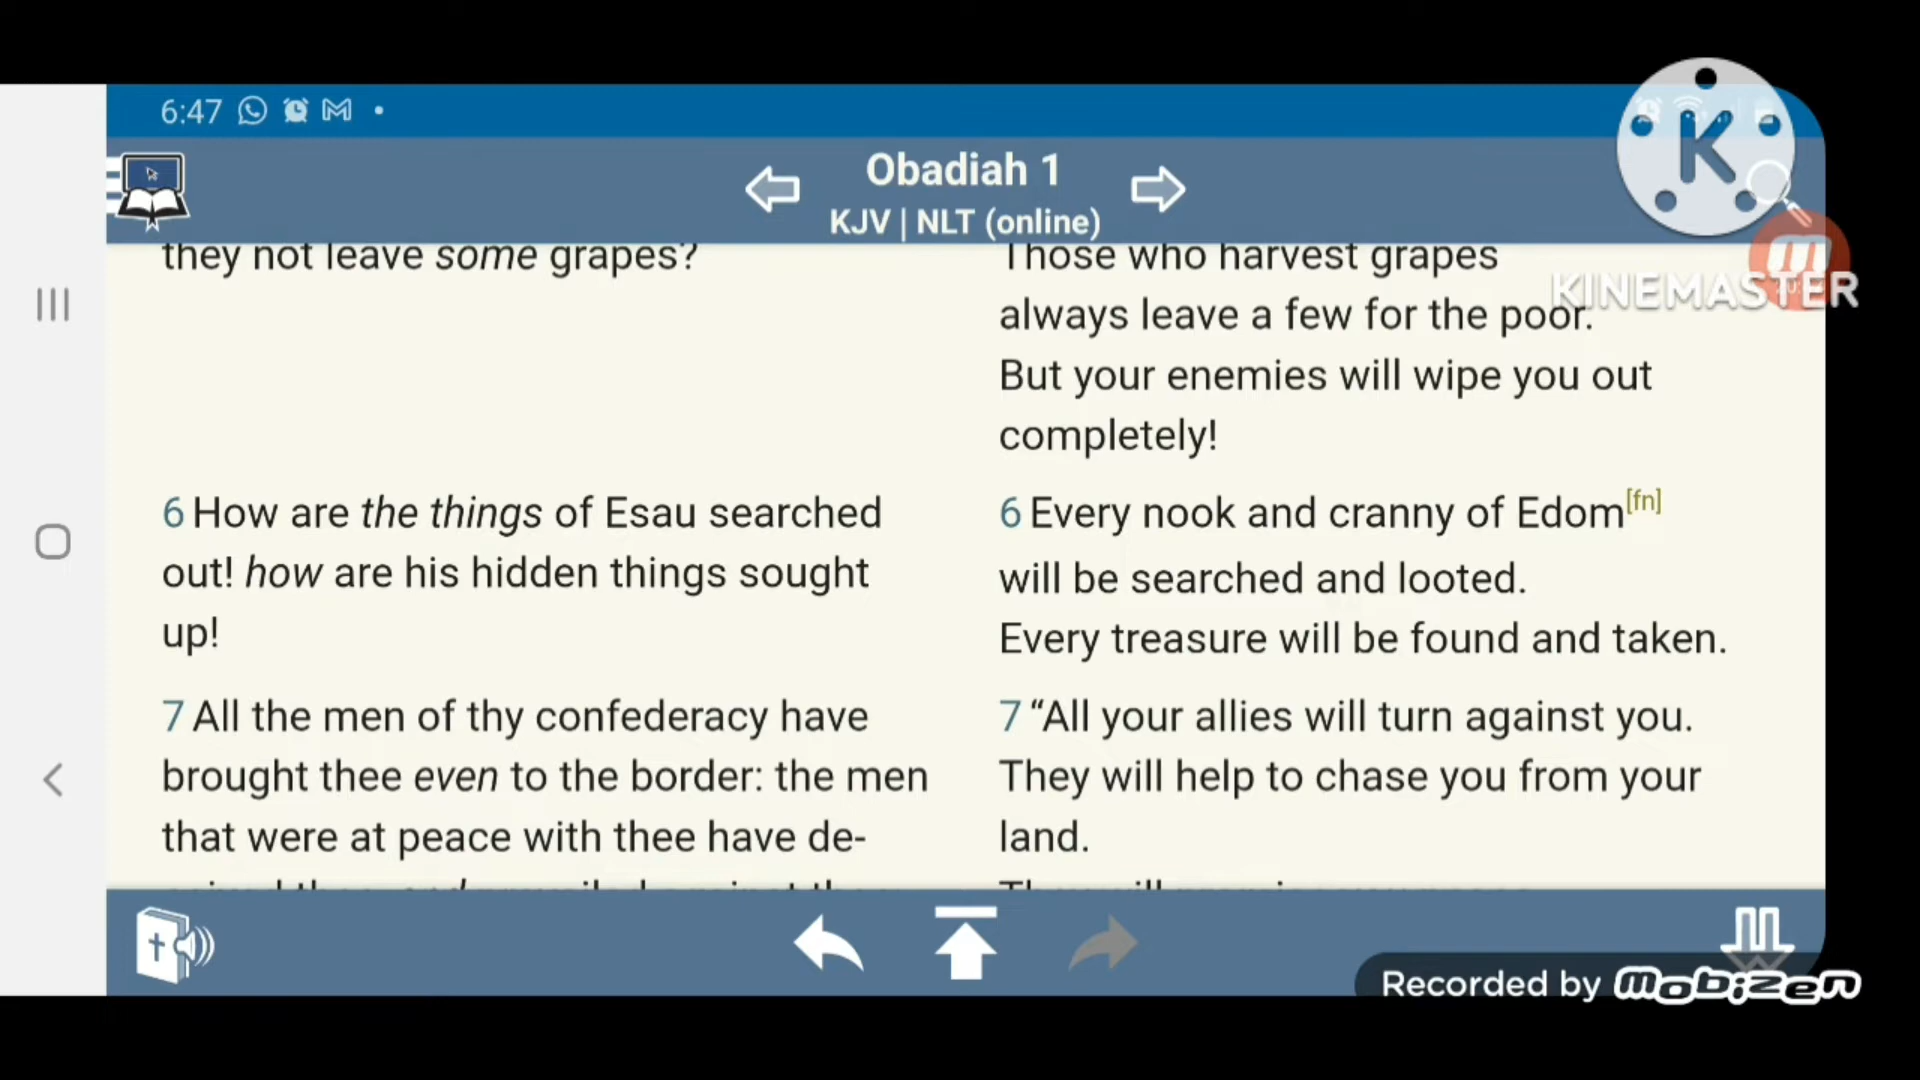 6:47
Obadiah 1
KJV | NLT (online)
they not leave some grapes?
6 How are the things of Esau searched
out! how are his hidden things sought
up!
7 All the men of thy confederacy have
brought thee even to the border: the men
that were at peace with thee have de-
Those who harvest grapes
always leave a few for the poor.
But your enemies will wipe you out
completely!
6 Every nook and cranny of Edom[fn]
will be searched and looted.
Every treasure will be found and taken.
7 “All your allies will turn against you.
They will help to chase you from your
land.
K
KINEMASTER
Recorded by Mobizen